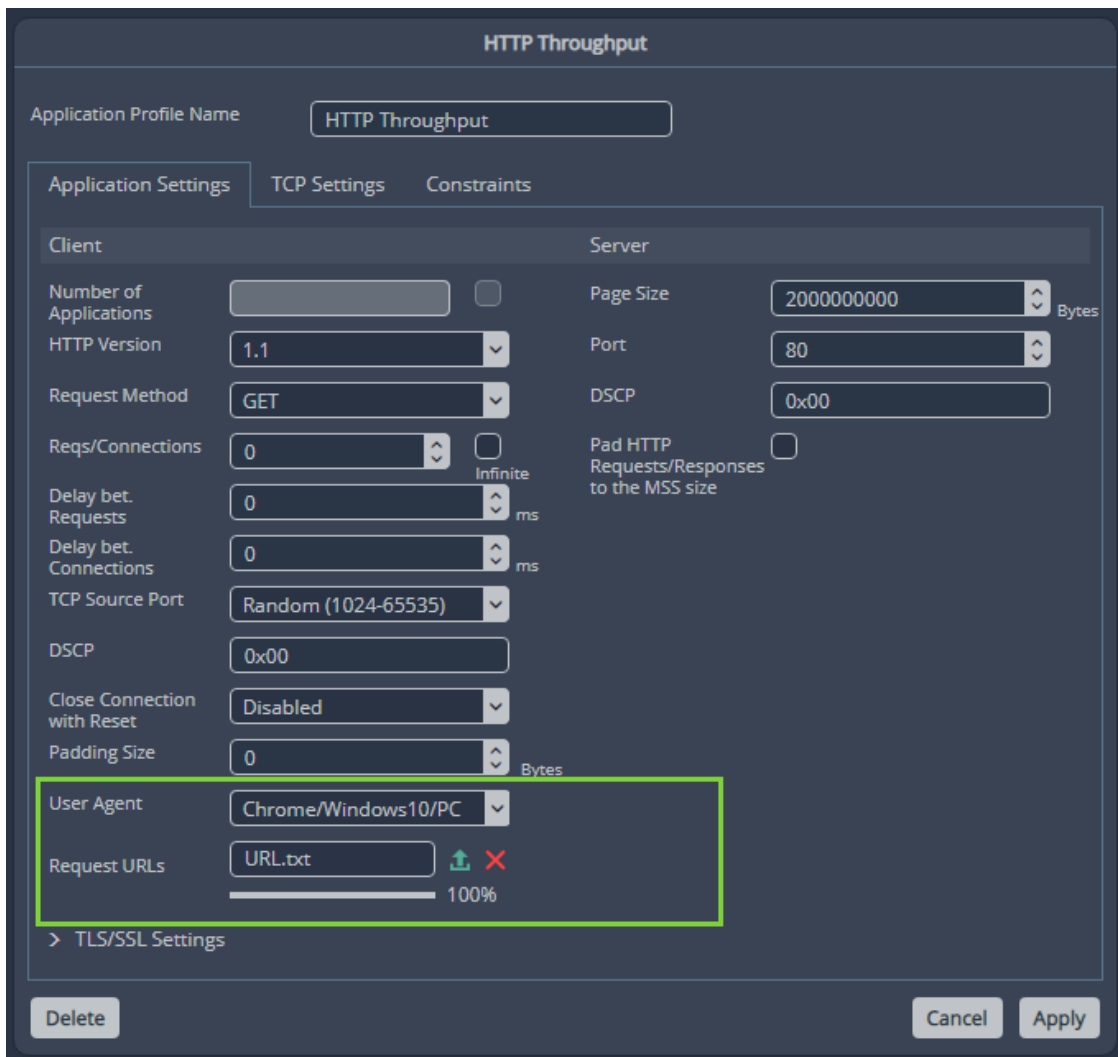 HTTP Throughput
Application Profile Name
HTTP Throughput
Application Settings
TCP Settings
Constraints
Client
Server
Number of
Applications
Page Size
2000000000
Bytes
HTTP Version
1.1
Port
80
Request Method
GET
DSCP
0x00
Reqs/Connections
0
Infinite
Pad HTTP
Requests/Responses
to the MSS size
Delay bet.
Requests
0
ms
Delay bet.
Connections
0
ms
TCP Source Port
Random (1024-65535)
DSCP
0x00
Close Connection
with Reset
Disabled
Padding Size
0
Bytes
User Agent
Chrome/Windows10/PC
Request URLs
URL.txt
100%
> TLS/SSL Settings
Delete
Cancel
Apply